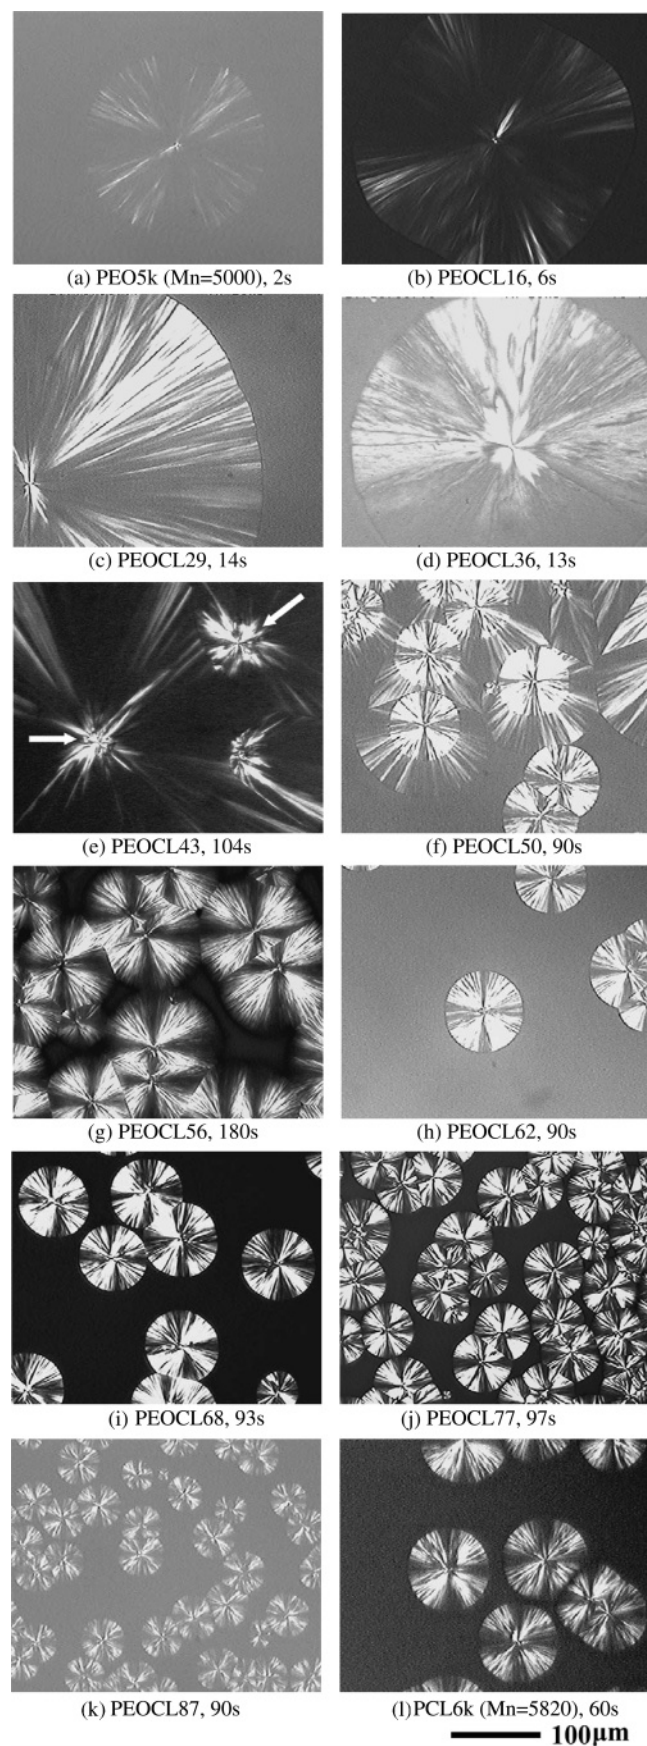 (a) PEO5k (Mn=5000), 2s
(b) PEOCL16, 6s
(c) PEOCL29, 14s
(d) PEOCL36, 13s
(e) PEOCL43, 104s
(f) PEOCL50, 90s
(g) PEOCL56, 180s
(h) PEOCL62, 90s
(i) PEOCL68, 93s
(j) PEOCL77, 97s
(k) PEOCL87, 90s
(l)PCL6k (Mn=5820), 60s
100μm